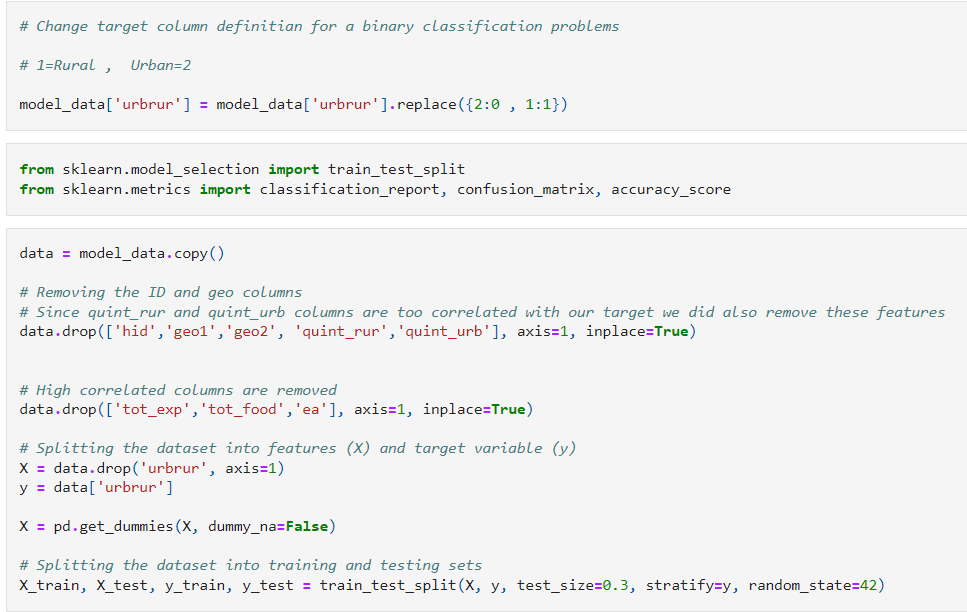 # Change target column definitian for a binary classification problems
# 1=Rural ,  Urban=2
model_data['urbrur'] = model_data['urbrur'].replace({2:0 , 1:1})
from sklearn.model_selection import train_test_split
from sklearn.metrics import classification_report, confusion_matrix, accuracy_score
data = model_data.copy()
# Removing the ID and geo columns
# Since quint_rur and quint_urb columns are too correlated with our target we did also remove these features
data.drop(['hid','geo1','geo2', 'quint_rur','quint_urb'], axis=1, inplace=True)
# High correlated columns are removed
data.drop(['tot_exp','tot_food','ea'], axis=1, inplace=True)
# Splitting the dataset into features (X) and target variable (y)
X = data.drop('urbrur', axis=1)
y = data['urbrur']
X = pd.get_dummies(X, dummy_na=False)
# Splitting the dataset into training and testing sets
X_train, X_test, y_train, y_test = train_test_split(X, y, test_size=0.3, stratify=y, random_state=42)